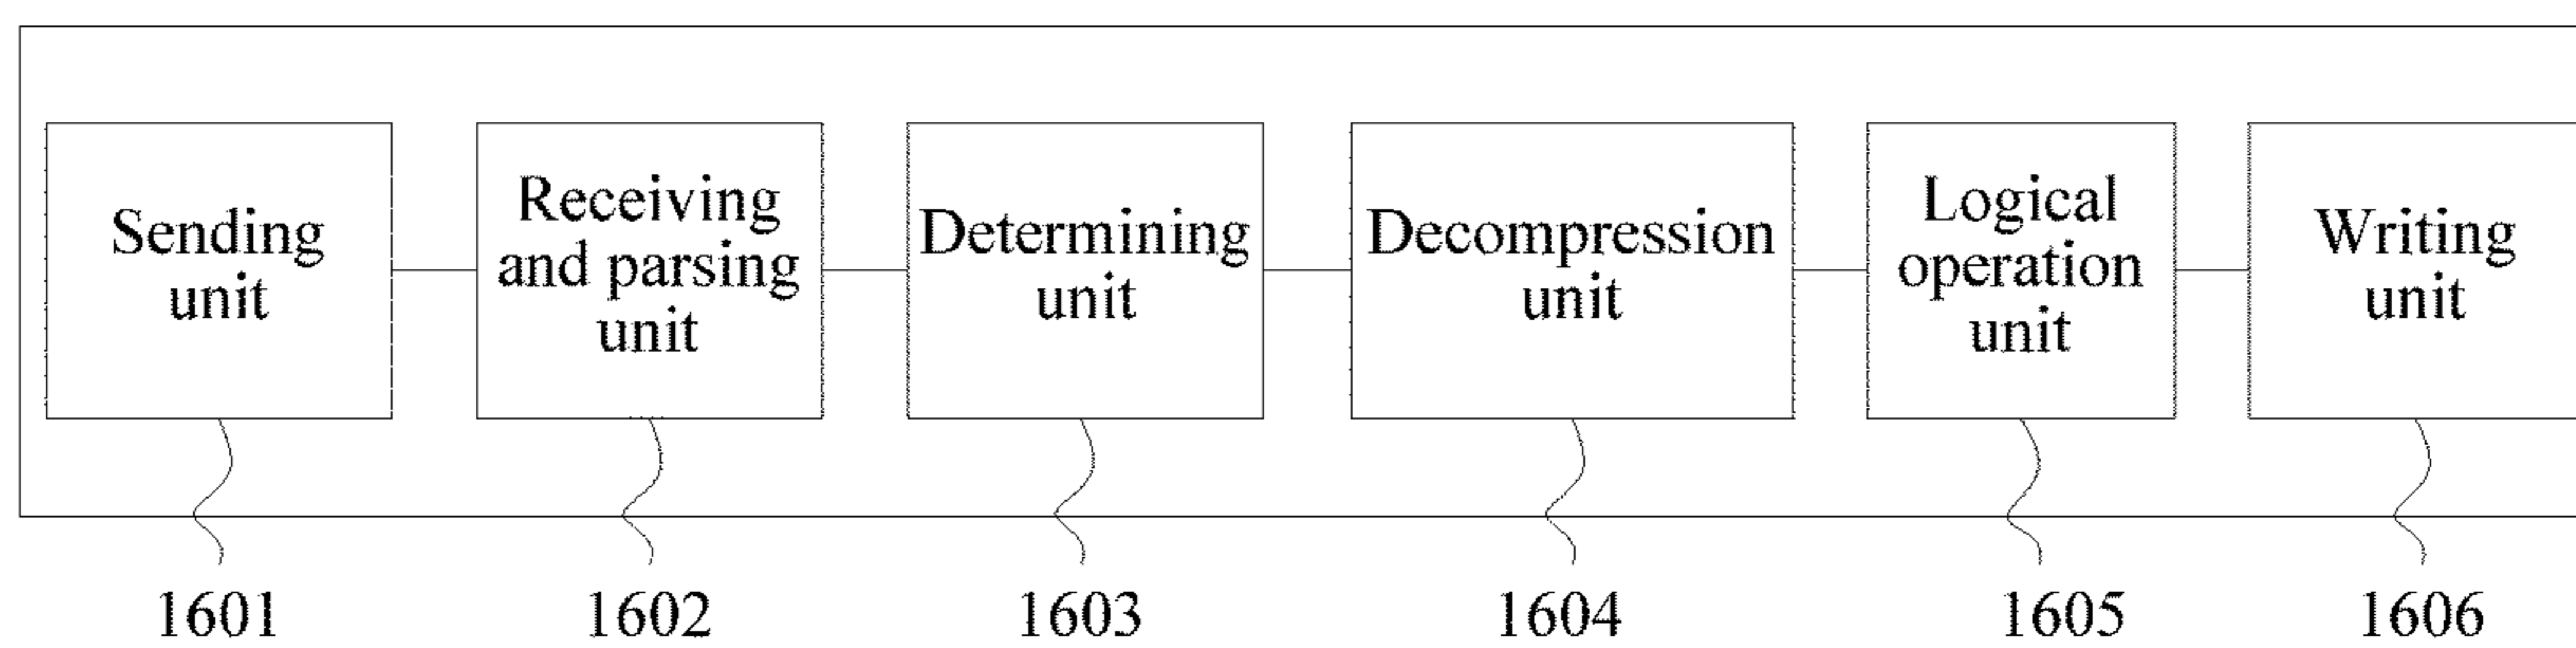 Sending
unit
Receiving
and parsing
unit
Determining
unit
Decompression
unit
Logical
operation
unit
Writing
unit
1601
1602
1603
1604
1605
1606